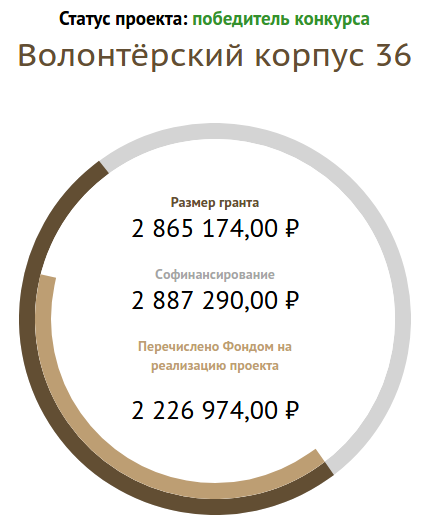 Статус проекта: победитель конкурса
Волонтёрский корпус 36
Размер гранта
2 865 174,00 ₽
Софинансирование
2 887 290,00 ₽
Перечислено Фондом на
реализацию проекта
2 226 974,00 ₽